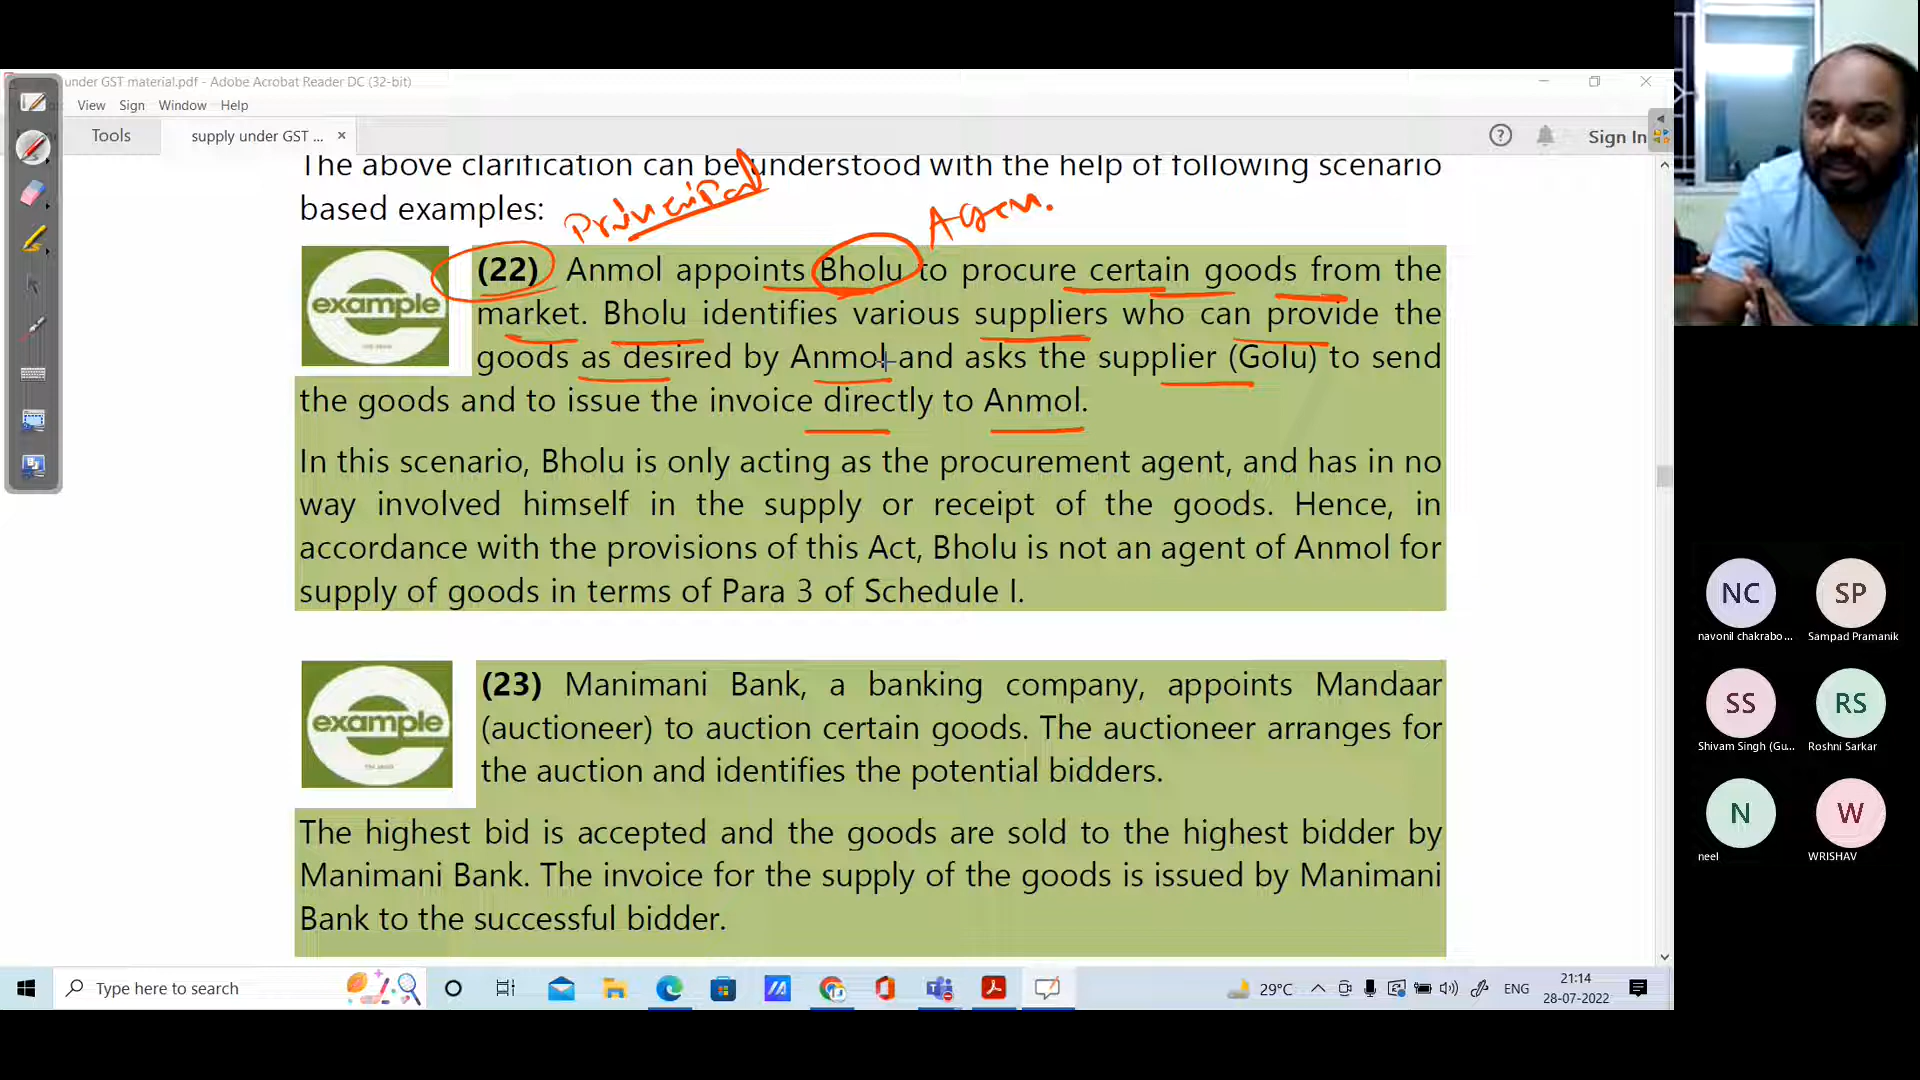 under GST material.pdf - Adobe Acrobat Reader DC (32-bit)
View Sign Window Help
Tools
supply under GST ... ×
Sign In
The above clarification can be understood with the help of following scenario
based examples:
Principal
Agen.
example
(22) Anmol appoints Bholu to procure certain goods from the
market. Bholu identifies various suppliers who can provide the
goods as desired by Anmol and asks the supplier (Golu) to send
the goods and to issue the invoice directly to Anmol.
In this scenario, Bholu is only acting as the procurement agent, and has in no
way involved himself in the supply or receipt of the goods. Hence, in
accordance with the provisions of this Act, Bholu is not an agent of Anmol for
supply of goods in terms of Para 3 of Schedule I.
example
(23) Manimani Bank, a banking company, appoints Mandaar
(auctioneer) to auction certain goods. The auctioneer arranges for
the auction and identifies the potential bidders.
The highest bid is accepted and the goods are sold to the highest bidder by
Manimani Bank. The invoice for the supply of the goods is issued by Manimani
Bank to the successful bidder.
NC
navonil chakrabo...
SP
Sampad Pramanik
SS
Shivam Singh (Gu...
RS
Roshni Sarkar
N
neel
W
WRISHAV
Type here to search
29°C
ENG
21:14
28-07-2022